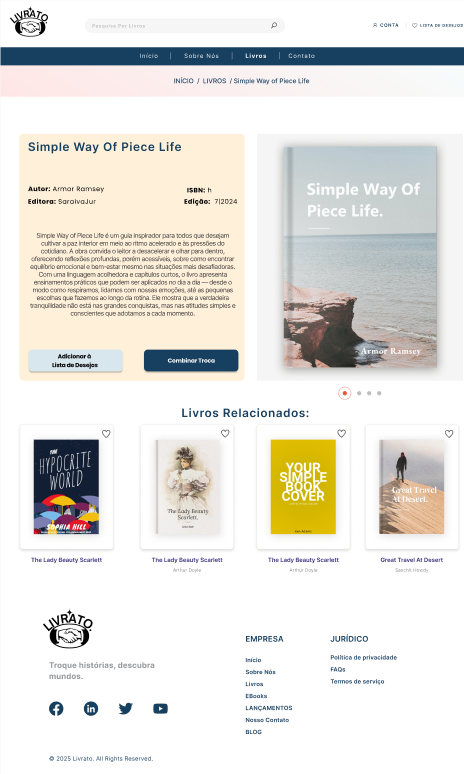 LIVRATO
Pesquise Por Livros
CONTA
LISTA DE DESEJOS
Início | Sobre Nós | Livros | Contato
INÍCIO / LIVROS / Simple Way of Piece Life
Simple Way Of Piece Life
Autor: Armor Ramsey
ISBN: h
Editora: SaraivaJur
Edição: 7|2024
Simple Way of Piece Life é um guia inspirador para todos que desejam
cultivar a paz interior em meio ao ritmo acelerado e às pressões do
cotidiano. A obra convida o leitor a desacelerar e olhar para dentro,
oferecendo reflexões profundas, porém acessíveis, sobre como encontrar
equilíbrio emocional e bem-estar mesmo nas situações mais desafiadoras.
Com uma linguagem acolhedora e capítulos curtos, o livro apresenta
ensinamentos práticos que podem ser aplicados no dia a dia — desde o
modo como respiramos, lidamos com nossas emoções, até as pequenas
escolhas que fazemos ao longo da rotina. Ele mostra que a verdadeira
tranquilidade não está nas grandes conquistas, mas nas atitudes simples e
conscientes que adotamos a cada momento.
Adicionar à
Lista de Desejos
Combinar Troca
Simple Way Of
Piece Life.
Armor Ramsey
Livros Relacionados:
THE
HYPOCRITE
WORLD
SOPHIA HILL
The Lady Beauty
Scarlett.
YOUR
SIMPLE
BOOK
COVER
Great Travel
At Desert.
The Lady Beauty Scarlett
The Lady Beauty Scarlett
Arthur Doyle
The Lady Beauty Scarlett
Arthur Doyle
Great Travel At Desert
Sanchit Howdy
LIVRATO
Troque histórias, descubra
mundos.
EMPRESA
Início
Sobre Nós
Livros
EBooks
LANÇAMENTOS
Nosso Contato
BLOG
JURÍDICO
Política de privacidade
FAQs
Termos de serviço
© 2025 Livrato. All Rights Reserved.